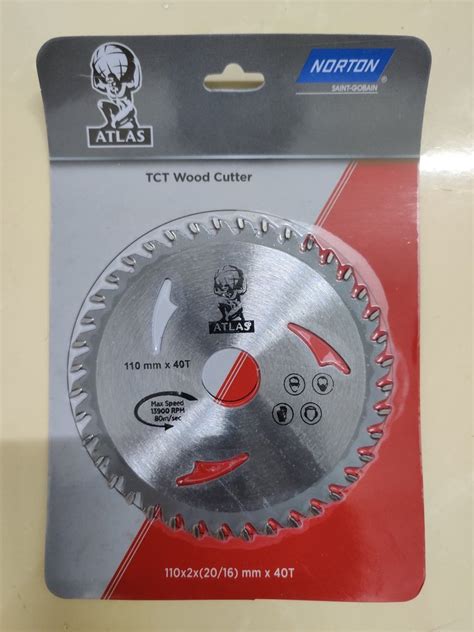 ATLAS
NORTON
®
SAINT-GOBAIN
TCT Wood Cutter
ATLAS
110 mm x 40T
Max Speed
13900 RPM
80m/sec
110x2x(20/16) mm x 40T